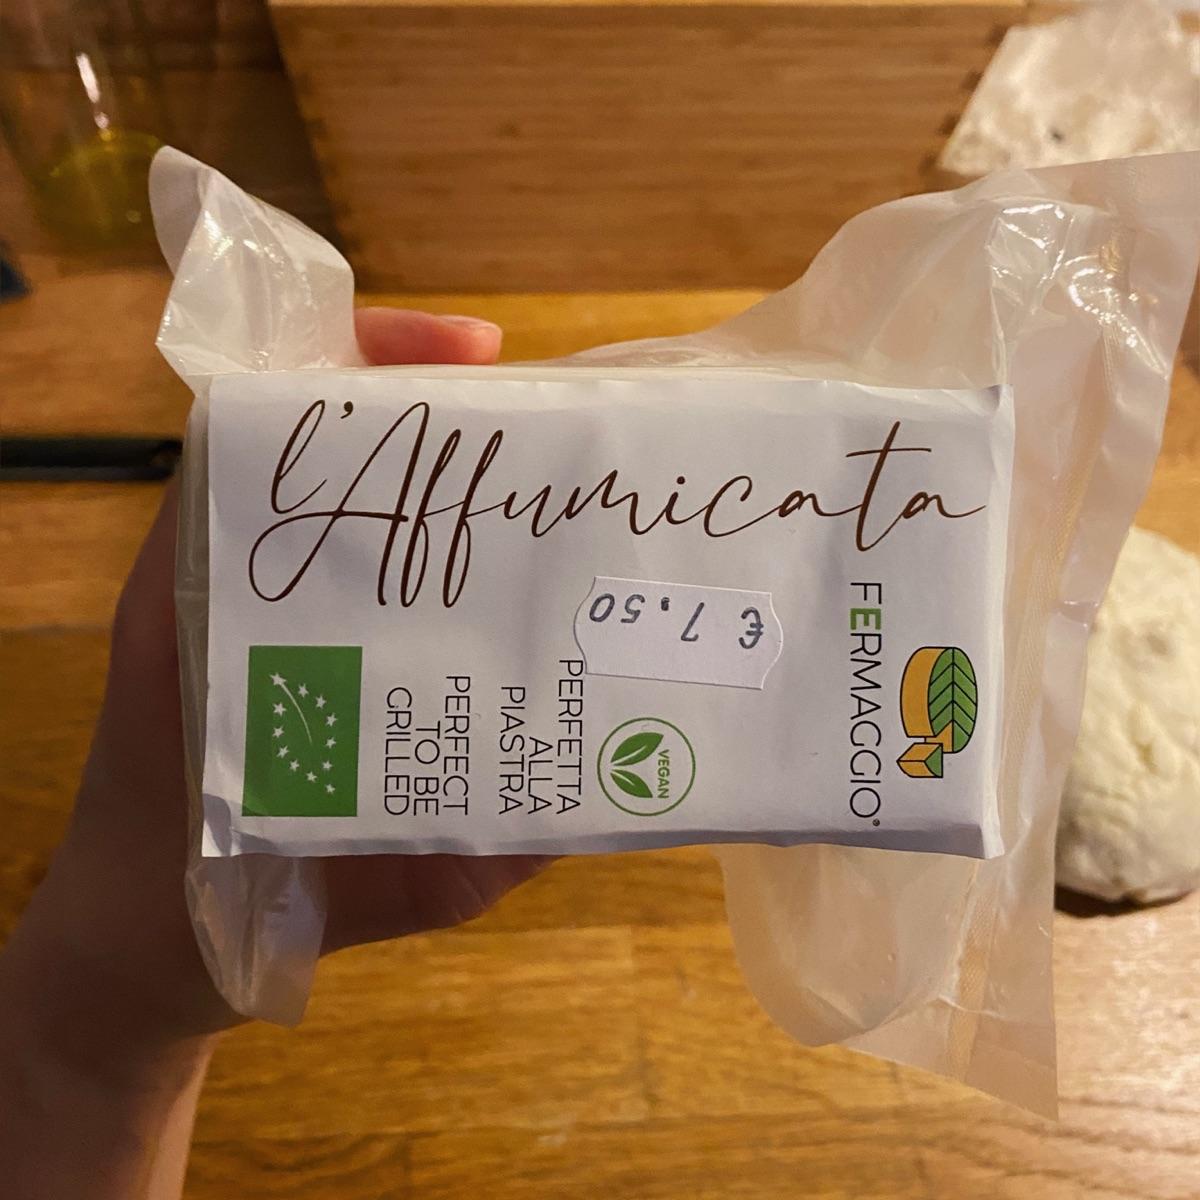 l'Affumicata
€ 7.50
FERMAGGIO®
VEGAN
PERFETTA
ALLA
PIASTRA
PERFECT
TO BE
GRILLED